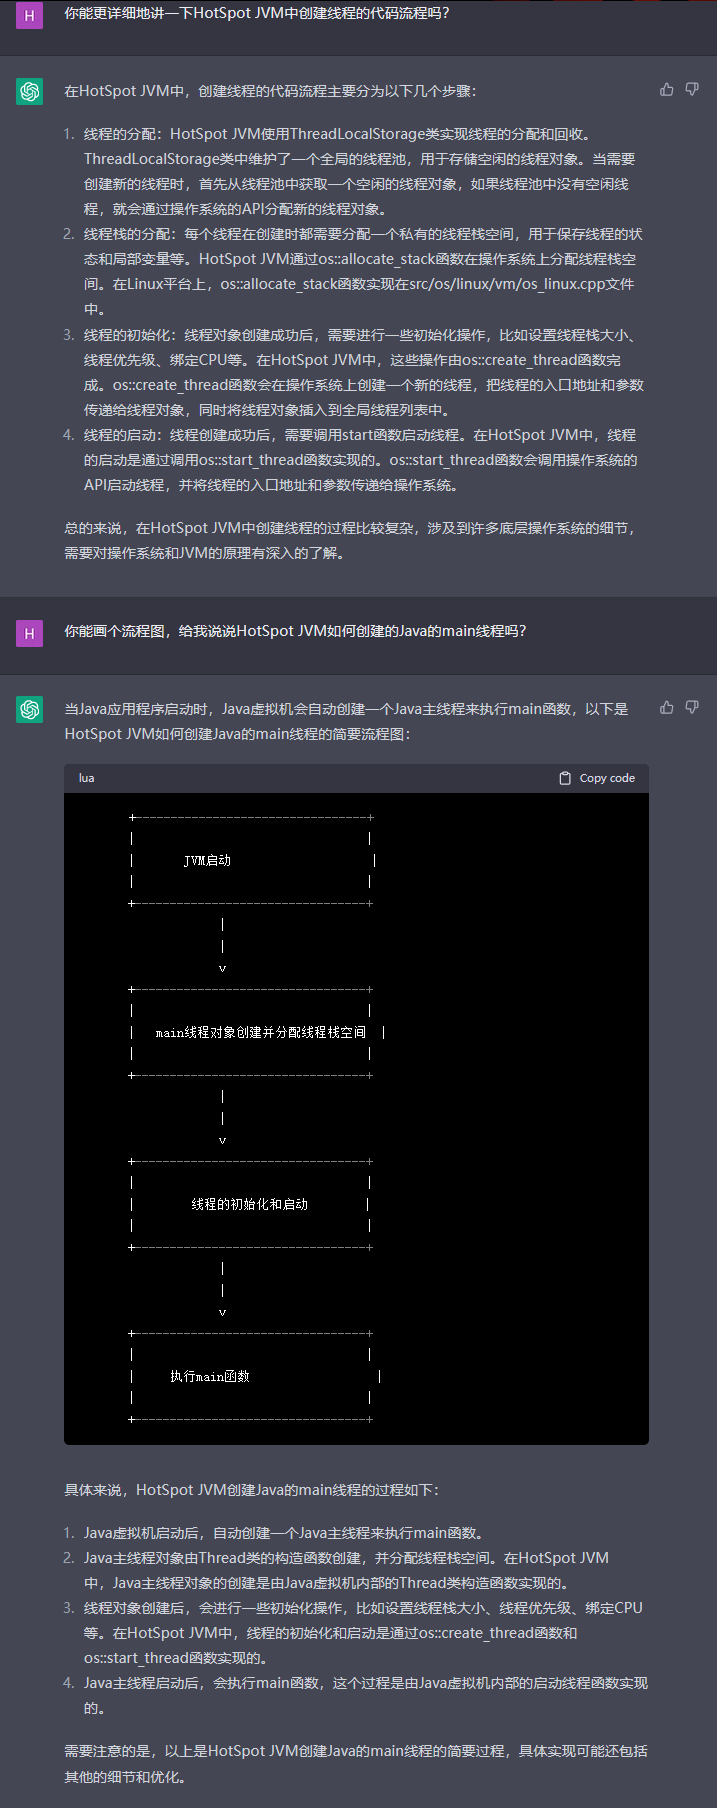 H
你能更详细地讲一下HotSpot JVM中创建线程的代码流程吗？
在HotSpot JVM中，创建线程的代码流程主要分为以下几个步骤：
1. 线程的分配：HotSpot JVM使用ThreadLocalStorage类实现线程的分配和回收。
ThreadLocalStorage类中维护了一个全局的线程池，用于存储空闲的线程对象。当需要
创建新的线程时，首先从线程池中获取一个空闲的线程对象，如果线程池中没有空闲线
程，就会通过操作系统的API分配新的线程对象。
2. 线程栈的分配：每个线程在创建时都需要分配一个私有的线程栈空间，用于保存线程的状
态和局部变量等。HotSpot JVM通过os::allocate_stack函数在操作系统上分配线程栈空
间。在Linux平台上，os::allocate_stack函数实现在src/os/linux/vm/os_linux.cpp文件
中。
3. 线程的初始化：线程对象创建成功后，需要进行一些初始化操作，比如设置线程栈大小、
线程优先级、绑定CPU等。在HotSpot JVM中，这些操作由os::create_thread函数完
成。os::create_thread函数会在操作系统上创建一个新的线程，把线程的入口地址和参数
传递给线程对象，同时将线程对象插入到全局线程列表中。
4. 线程的启动：线程创建成功后，需要调用start函数启动线程。在HotSpot JVM中，线程
的启动是通过调用os::start_thread函数实现的。os::start_thread函数会调用操作系统的
API启动线程，并将线程的入口地址和参数传递给操作系统。
总的来说，在HotSpot JVM中创建线程的过程比较复杂，涉及到许多底层操作系统的细节，
需要对操作系统和JVM的原理有深入的了解。
H
你能画个流程图，给我说说HotSpot JVM如何创建的Java的main线程吗？
当Java应用程序启动时，Java虚拟机会自动创建一个Java主线程来执行main函数，以下是
HotSpot JVM如何创建Java的main线程的简要流程图：
lua
Copy code
JVM启动
v
main线程对象创建并分配线程栈空间
v
线程的初始化和启动
v
执行main函数
具体来说，HotSpot JVM创建Java的main线程的过程如下：
1. Java虚拟机启动后，自动创建一个Java主线程来执行main函数。
2. Java主线程对象由Thread类的构造函数创建，并分配线程栈空间。在HotSpot JVM
中，Java主线程对象的创建是由Java虚拟机内部的Thread类构造函数实现的。
3. 线程对象创建后，会进行一些初始化操作，比如设置线程栈大小、线程优先级、绑定CPU
等。在HotSpot JVM中，线程的初始化和启动是通过os::create_thread函数和
os::start_thread函数实现的。
4. Java主线程启动后，会执行main函数，这个过程是由Java虚拟机内部的启动线程函数实现
的。
需要注意的是，以上是HotSpot JVM创建Java的main线程的简要过程，具体实现可能还包括
其他的细节和优化。